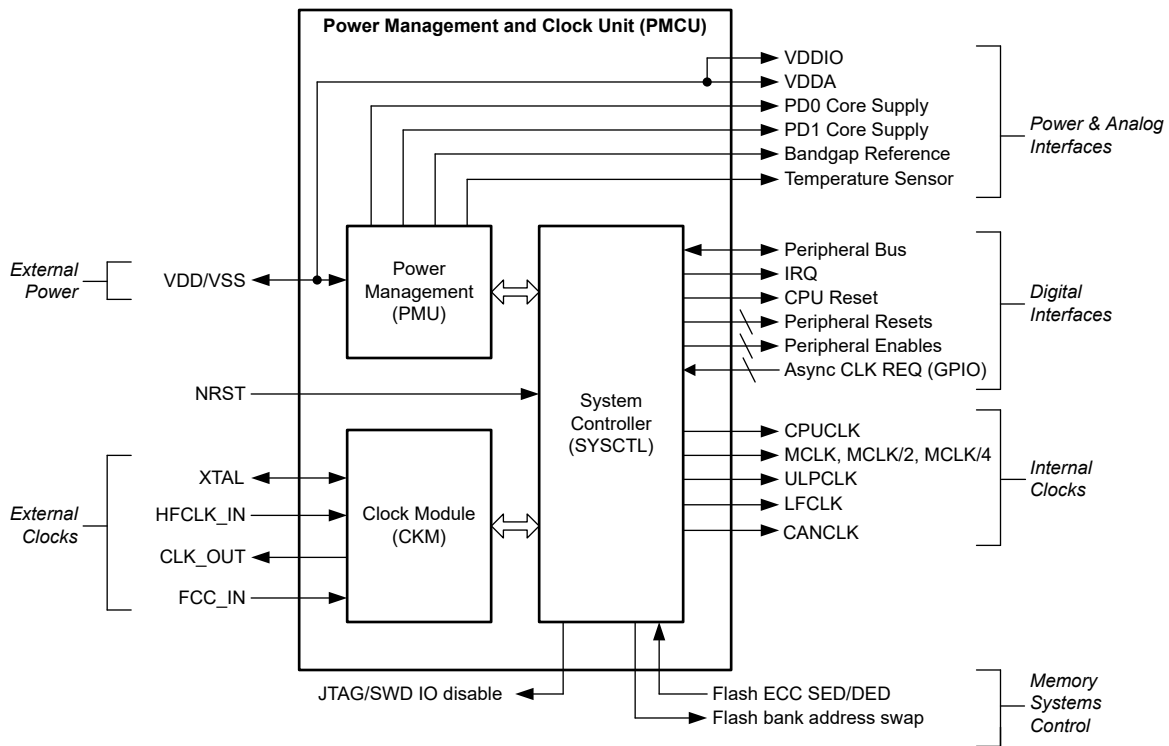 Power Management and Clock Unit (PMCU)
VDDIO
VDDA
PD0 Core Supply
PD1 Core Supply
Bandgap Reference
Temperature Sensor
Power & Analog
Interfaces
External
Power
VDD/VSS
Power
Management
(PMU)
Peripheral Bus
IRQ
CPU Reset
Peripheral Resets
Peripheral Enables
Async CLK REQ (GPIO)
Digital
Interfaces
NRST
System
Controller
(SYSCTL)
External
Clocks
XTAL
HFCLK_IN
CLK_OUT
FCC_IN
Clock Module
(CKM)
CPUCLK
MCLK, MCLK/2, MCLK/4
ULPCLK
LFCLK
CANCLK
Internal
Clocks
JTAG/SWD IO disable
Flash ECC SED/DED
Flash bank address swap
Memory
Systems
Control